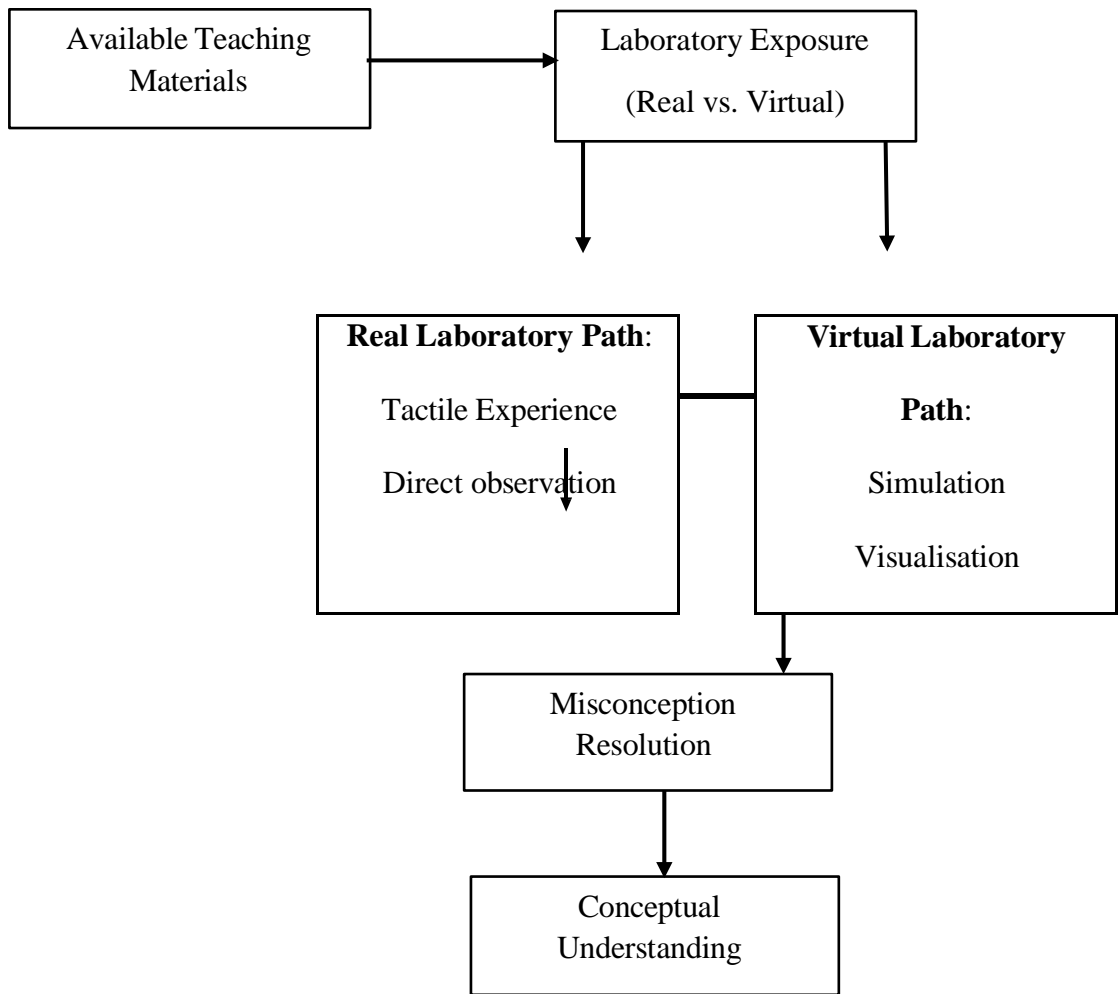 Available Teaching
Materials
Laboratory Exposure
(Real vs. Virtual)
Real Laboratory Path:
Tactile Experience
Direct observation
Virtual Laboratory
Path:
Simulation
Visualisation
Misconception
Resolution
Conceptual
Understanding